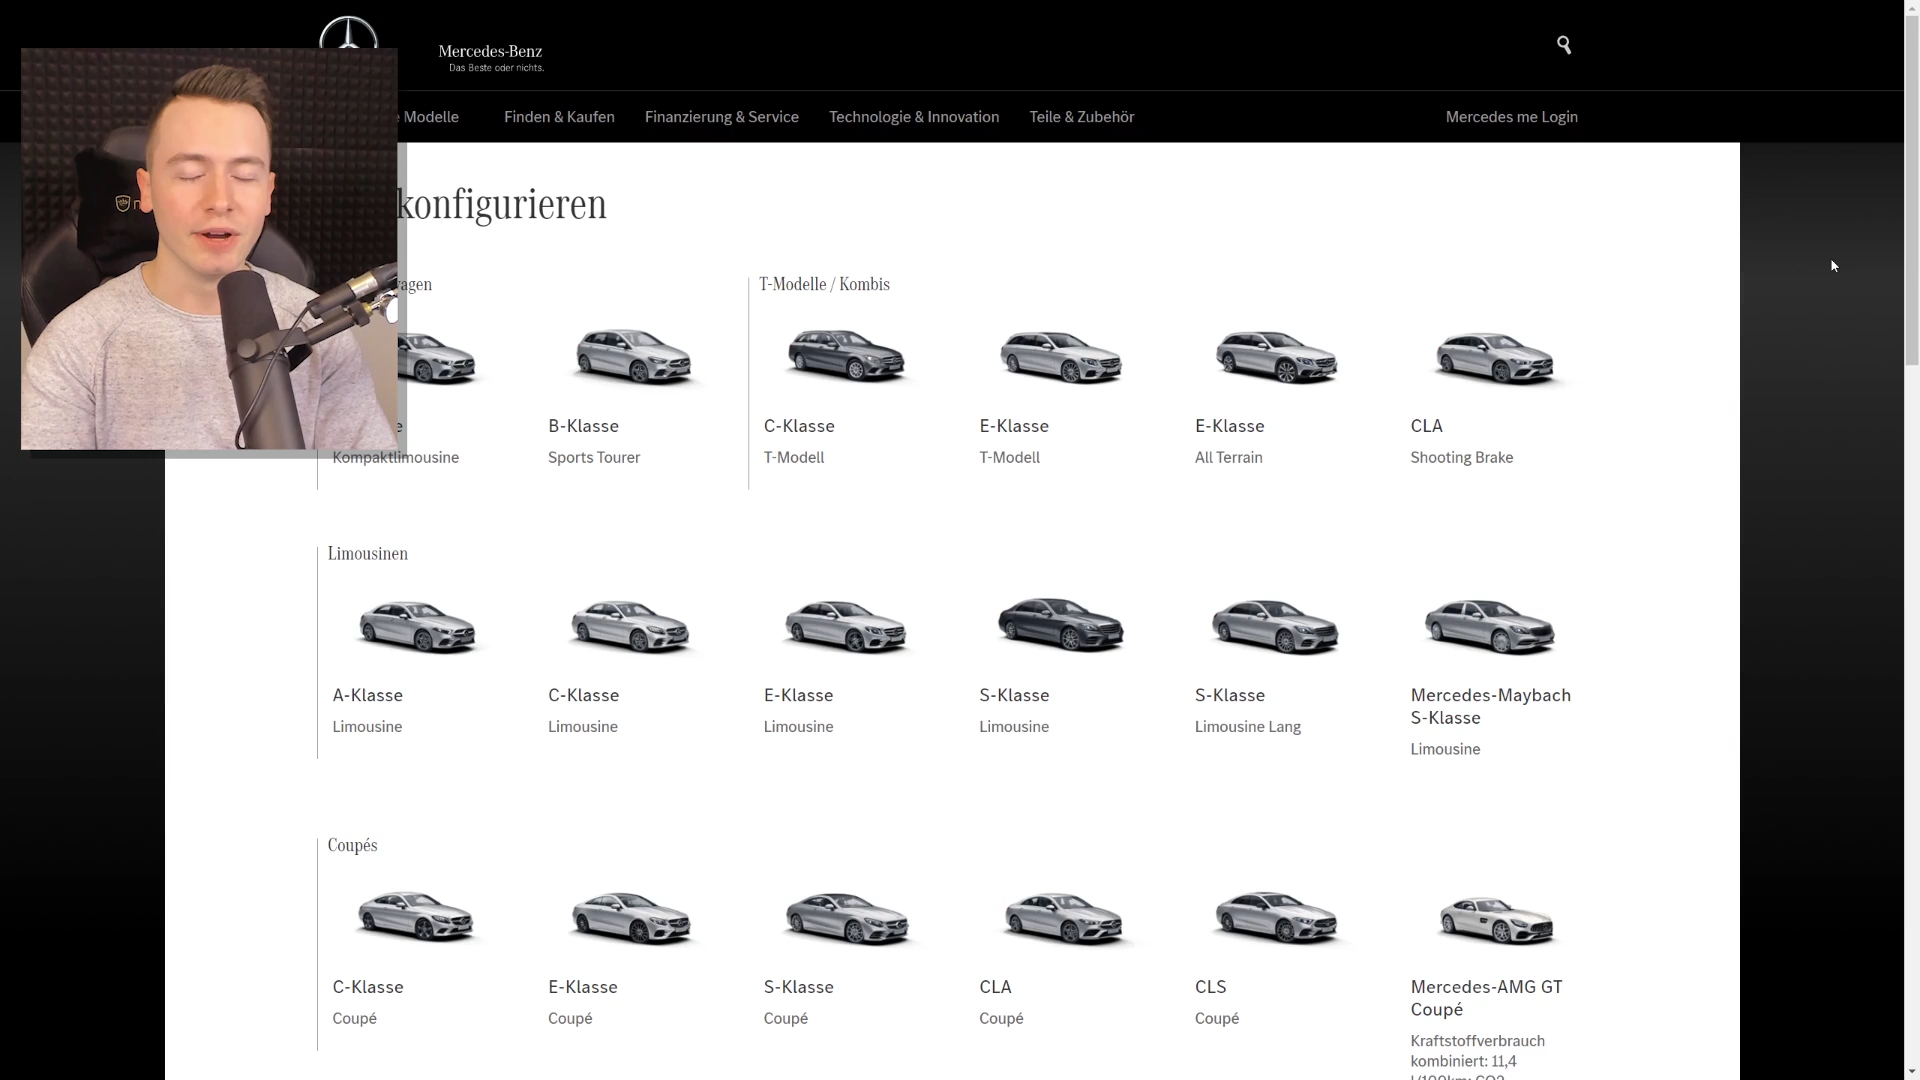 Mercedes-Benz
Das Beste oder nichts.
Modelle
Finden & Kaufen
Finanzierung & Service
Technologie & Innovation
Teile & Zubehör
Mercedes me Login
konfigurieren
T-Modelle / Kombis
Kompaktlimousine
B-Klasse
Sports Tourer
C-Klasse
T-Modell
E-Klasse
T-Modell
E-Klasse
All Terrain
CLA
Shooting Brake
Limousinen
A-Klasse
Limousine
C-Klasse
Limousine
E-Klasse
Limousine
S-Klasse
Limousine
S-Klasse
Limousine Lang
Mercedes-Maybach
S-Klasse
Limousine
Coupés
C-Klasse
Coupé
E-Klasse
Coupé
S-Klasse
Coupé
CLA
Coupé
CLS
Coupé
Mercedes-AMG GT
Coupé
Kraftstoffverbrauch
kombiniert: 11,4